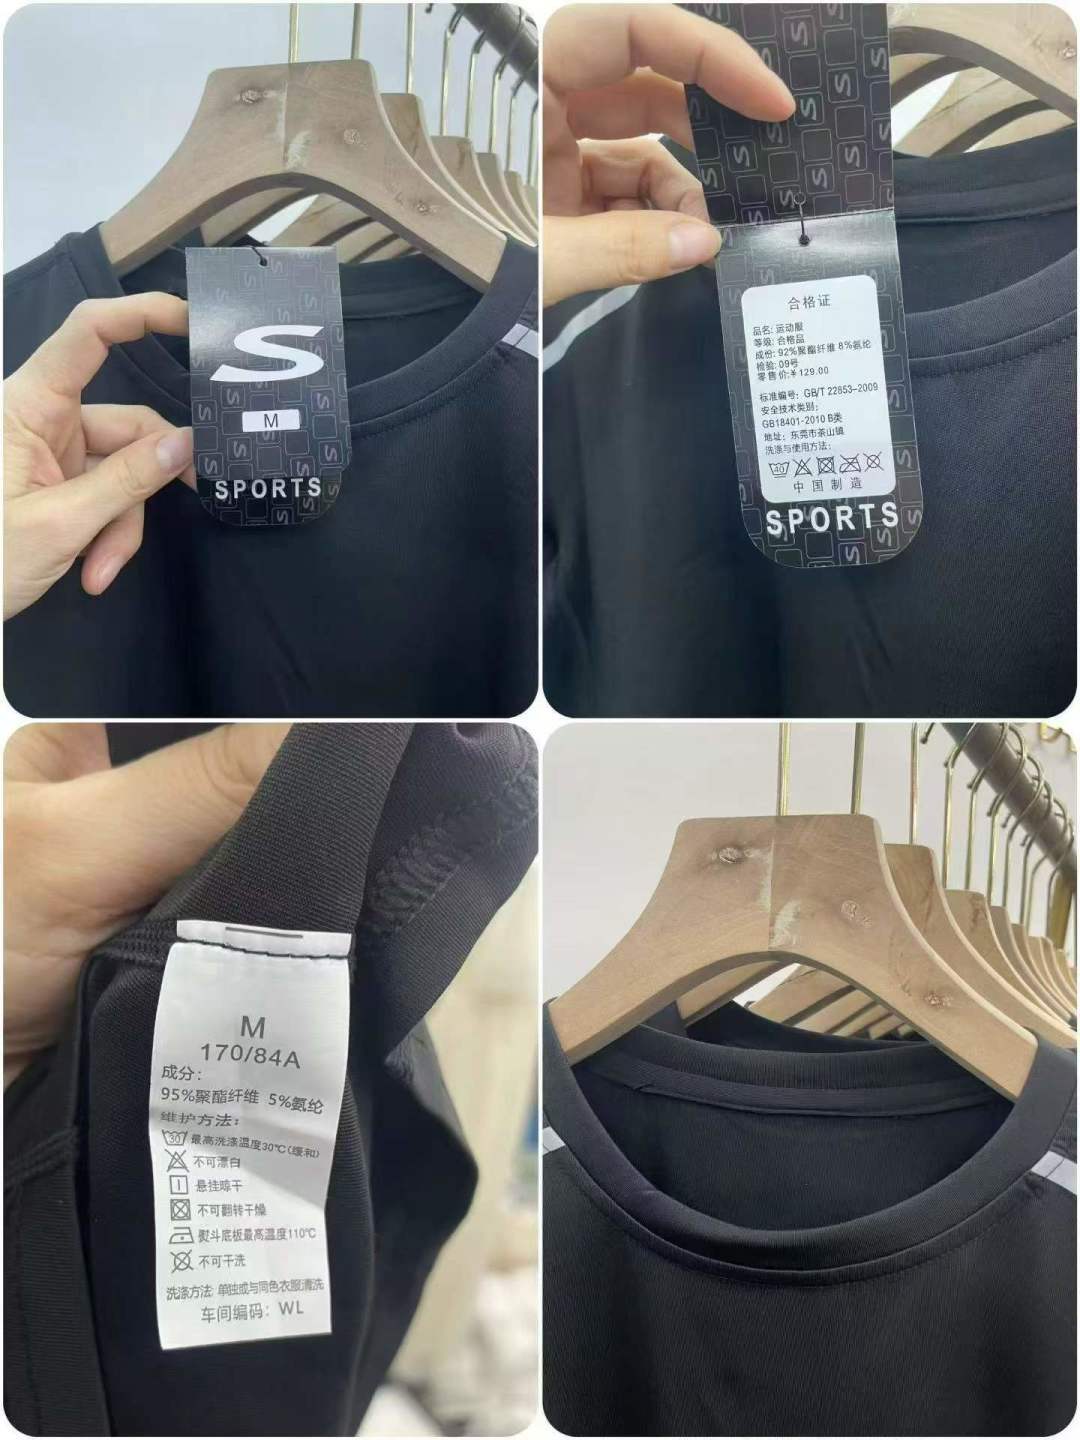 S
M
SPORTS
合格证
品名: 运动服
等级: 合格品
成份: 92%聚酯纤维 8%氨纶
检验: 09号
零售价:￥129.00
标准编号: GB/T 22853-2009
安全技术类别:
GB18401-2010 B类
地址: 东莞市茶山镇
洗涤与使用方法:
40
中国制造
SPORTS
M
170/84A
成分:
95%聚酯纤维 5%氨纶
维护方法:
30 最高洗涤温度30℃(缓和)
不可漂白
悬挂晾干
不可翻转干燥
熨斗底板最高温度110℃
不可干洗
洗涤方法: 单独或与同色衣服清洗
车间编码: WL